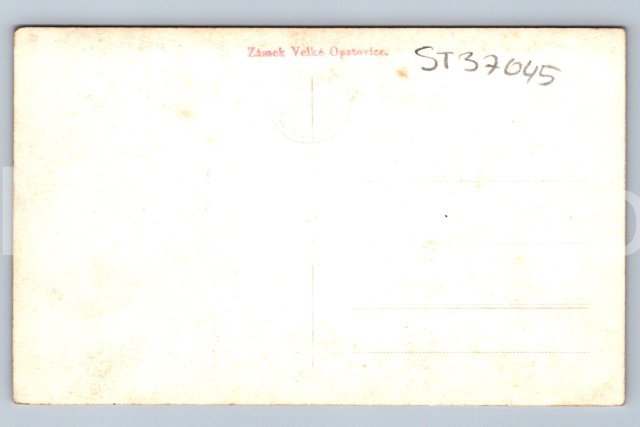 Zámek Velké Opatovice.
ST37045